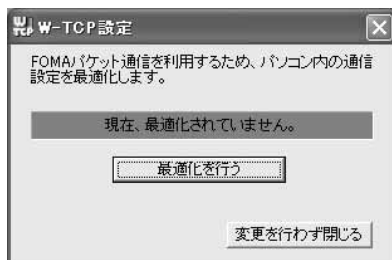 W-TCP設定
FOMAパケット通信を利用するため、パソコン内の通信
設定を最適化します。
現在、最適化されていません。
最適化を行う
変更を行わず閉じる